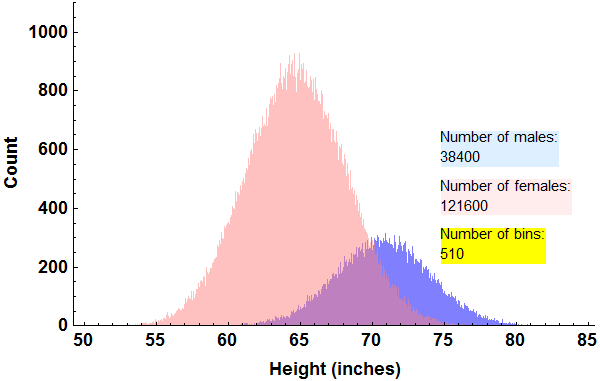 1000
800
600
400
200
0
Count
50 55 60 65 70 75 80 85
Height (inches)
Number of males:
38400
Number of females:
121600
Number of bins:
510